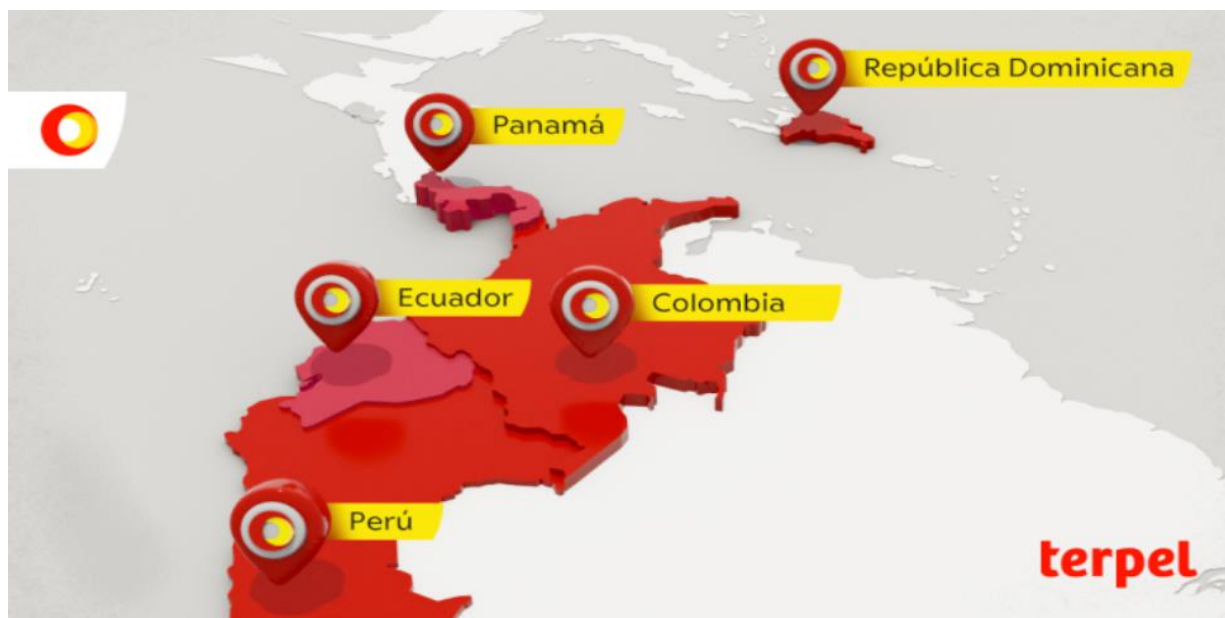 República Dominicana
Panamá
Ecuador
Colombia
Perú
terpel